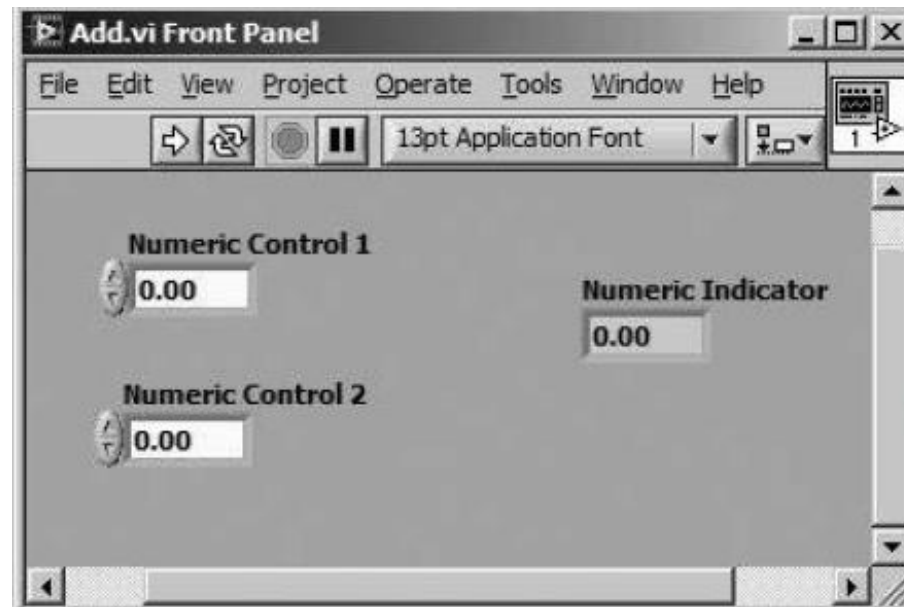 Add.vi Front Panel
File Edit View Project Operate Tools Window Help
13pt Application Font
1
Numeric Control 1
0.00
Numeric Indicator
0.00
Numeric Control 2
0.00